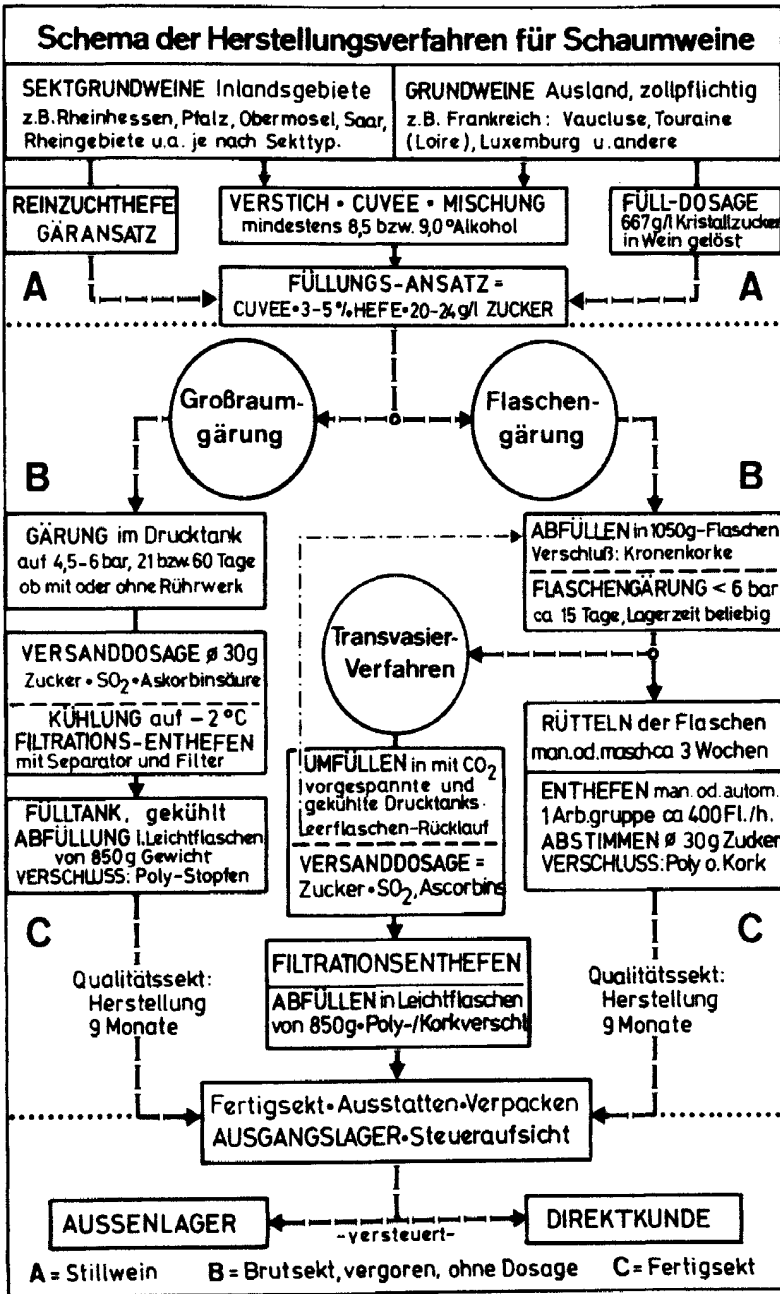 Schema der Herstellungsverfahren für Schaumweine
SEKTGRUNDWEINE Inlandsgebiete
z.B. Rheinhessen, Pfalz, Obermosel, Saar,
Rheingebiete u.a. je nach Sekttyp.
GRUNDWEINE Ausland, zollpflichtig
z.B. Frankreich: Vaucluse, Touraine
(Loire), Luxemburg u. andere
REINZUCHTHEFE
GÄRANSATZ
VERSTICH • CUVEE • MISCHUNG
mindestens 8,5 bzw. 9,0° Alkohol
FÜLL-DOSAGE
667 g/l Kristallzucker
in Wein gelöst
A
FÜLLUNGS-ANSATZ =
CUVEE • 3-5 % HEFE • 20-24 g/l ZUCKER
A
Großraum-
gärung
Flaschen-
gärung
B
B
GÄRUNG im Drucktank
auf 4,5-6 bar, 21 bzw. 60 Tage
ob mit oder ohne Rührwerk
ABFÜLLEN in 1050g-Flaschen
Verschluß: Kronenkorke
FLASCHENGÄRUNG < 6 bar
ca 15 Tage, Lagerzeit beliebig
Transvasier-
Verfahren
VERSANDDOSAGE ø 30g
Zucker • SO₂ • Askorbinsäure
KÜHLUNG auf - 2 °C
FILTRATIONS-ENTHEFEN
mit Separator und Filter
RÜTTELN der Flaschen
man. od. masch. ca 3 Wochen
UMFÜLLEN in mit CO₂
vorgespannte und
gekühlte Drucktanks.
Leerflaschen-Rücklauf
VERSANDDOSAGE =
Zucker • SO₂, Ascorbins
ENTHEFEN man. od. autom.
1 Arb.gruppe ca 400 Fl./h.
ABSTIMMEN ø 30g Zucker
VERSCHLUSS: Poly o. Kork
FÜLLTANK, gekühlt
ABFÜLLUNG i. Leichtflaschen
von 850 g Gewicht
VERSCHLUSS: Poly-Stopfen
C
C
FILTRATIONSENTHEFEN
ABFÜLLEN in Leichtflaschen
von 850g • Poly-/Korkverschl
Qualitätssekt:
Herstellung
9 Monate
Qualitätssekt:
Herstellung
9 Monate
Fertigsekt • Ausstatten • Verpacken
AUSGANGSLAGER • Steueraufsicht
AUSSENLAGER
-versteuert-
DIREKTKUNDE
A = Stillwein B = Brutsekt, vergoren, ohne Dosage C = Fertigsekt